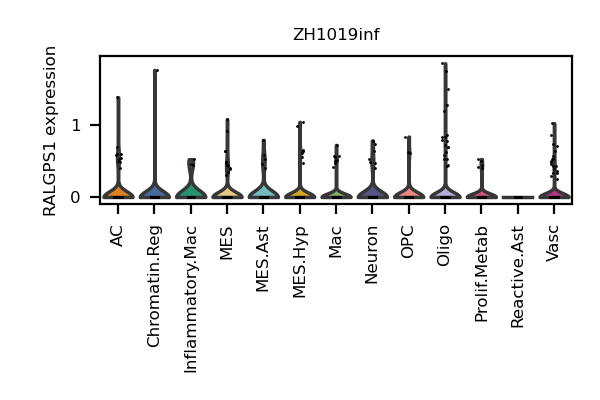 ZH1019inf
RALGPS1 expression
1
0
AC
Chromatin.Reg
Inflammatory.Mac
MES
MES.Ast
MES.Hyp
Mac
Neuron
OPC
Oligo
Prolif.Metab
Reactive.Ast
Vasc